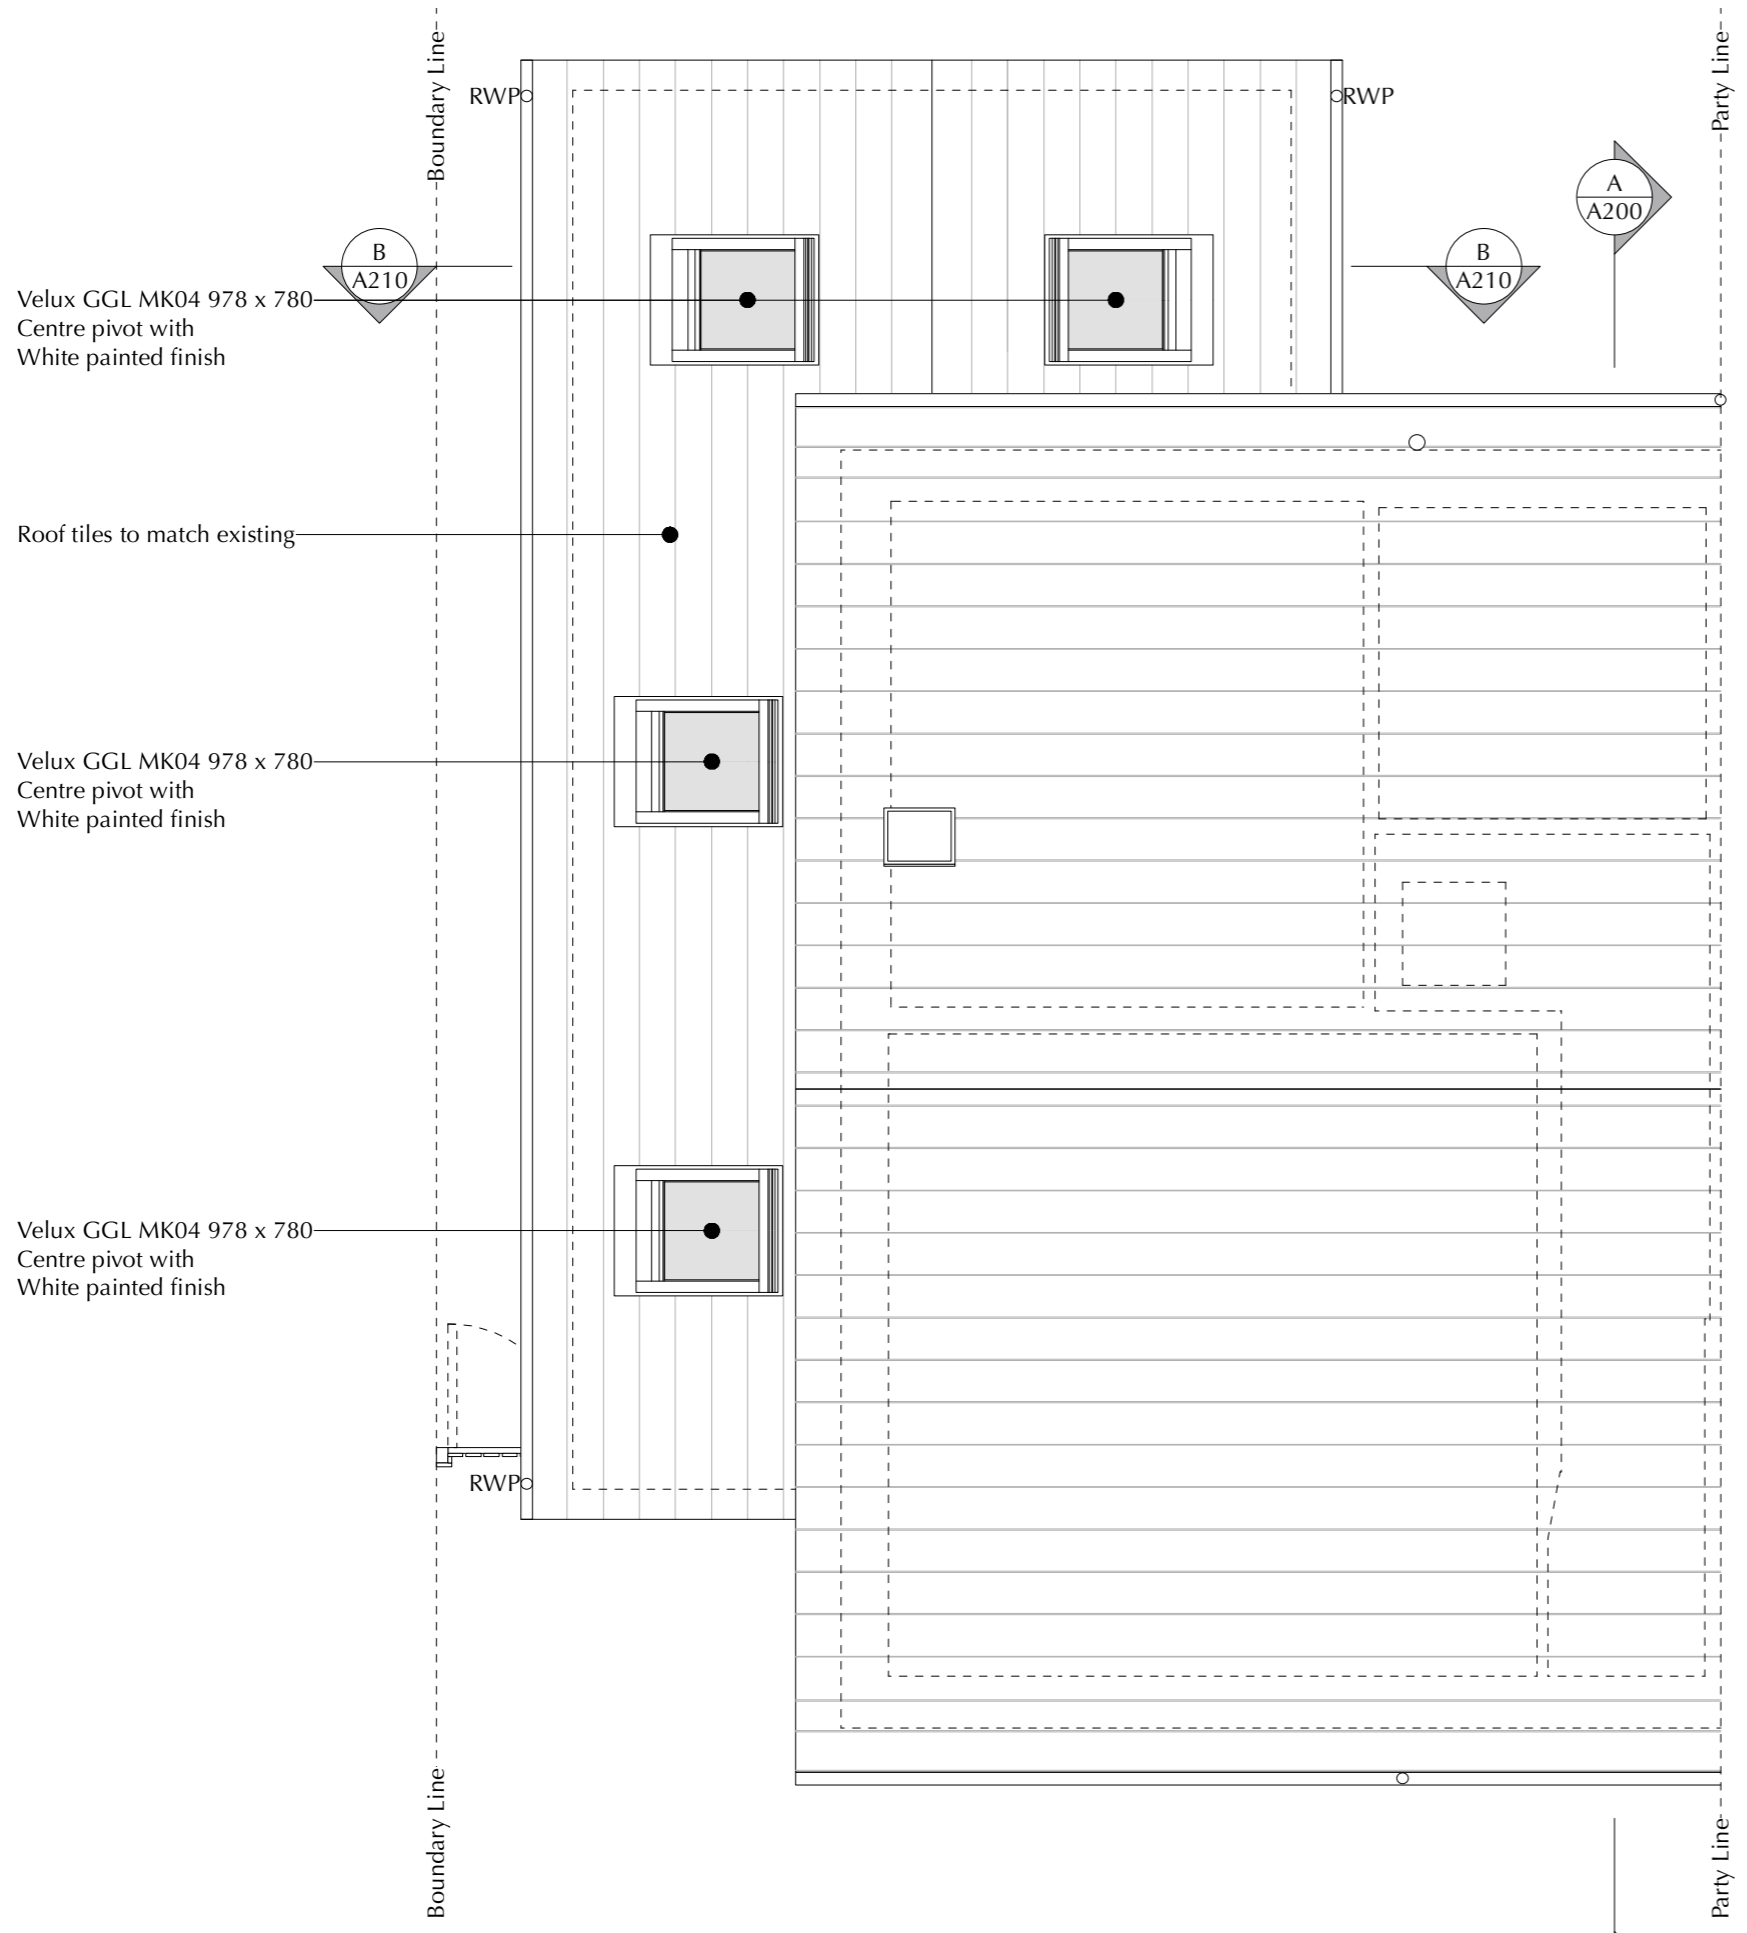 Boundary Line
Party Line
RWP
RWP
A
A200
B
A210
B
A210
Velux GGL MK04 978 x 780
Centre pivot with
White painted finish
Roof tiles to match existing
Velux GGL MK04 978 x 780
Centre pivot with
White painted finish
Velux GGL MK04 978 x 780
Centre pivot with
White painted finish
RWP
Boundary Line
Party Line